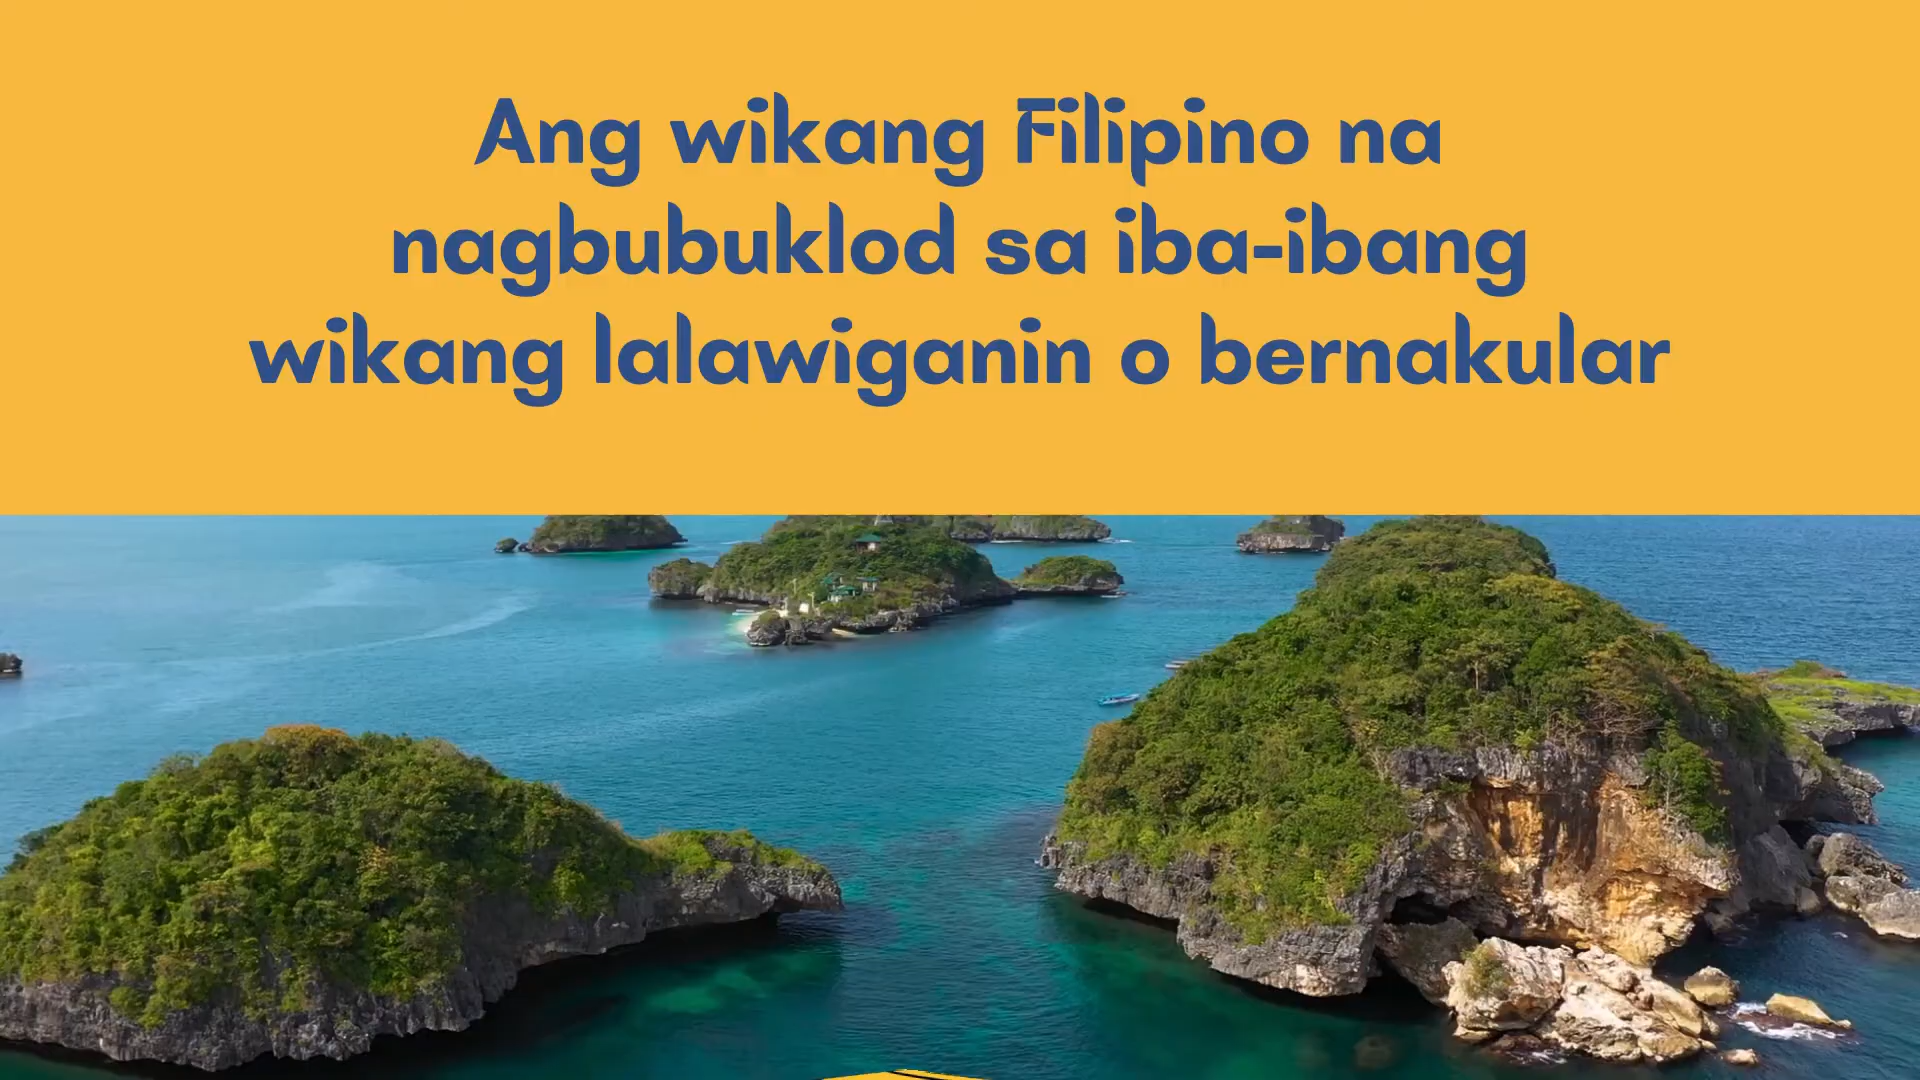 Ang wikang Filipino na
nagbubuklod sa iba-ibang
wikang lalawiganin o bernakular